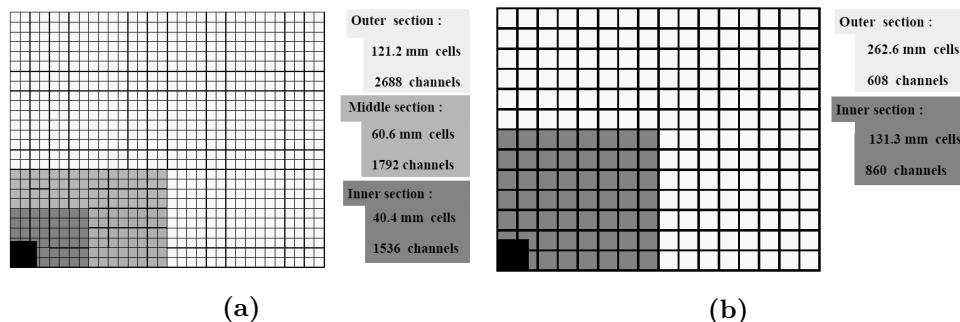 Outer section :
121.2 mm cells
2688 channels
Middle section :
60.6 mm cells
1792 channels
Inner section :
40.4 mm cells
1536 channels
(a)
Outer section :
262.6 mm cells
608 channels
Inner section :
131.3 mm cells
860 channels
(b)